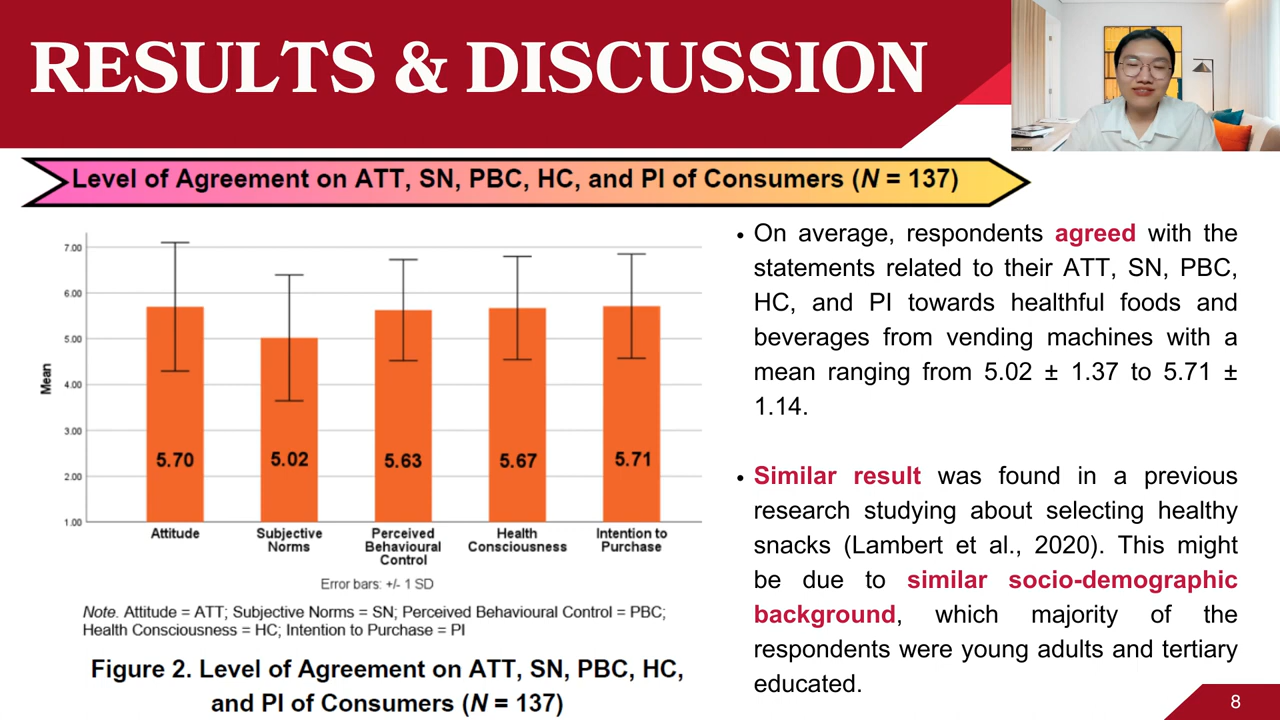 RESULTS & DISCUSSION
Level of Agreement on ATT, SN, PBC, HC, and PI of Consumers (N = 137)
7.00
6.00
5.00
4.00
3.00
2.00
1.00
Mean
5.70
5.02
5.63
5.67
5.71
Attitude
Subjective
Norms
Perceived
Behavioural
Control
Health
Consciousness
Intention to
Purchase
Error bars: +/- 1 SD
Note. Attitude = ATT; Subjective Norms = SN; Perceived Behavioural Control = PBC;
Health Consciousness = HC; Intention to Purchase = PI
Figure 2. Level of Agreement on ATT, SN, PBC, HC,
and PI of Consumers (N = 137)
• On average, respondents agreed with the
statements related to their ATT, SN, PBC,
HC, and PI towards healthful foods and
beverages from vending machines with a
mean ranging from 5.02 ± 1.37 to 5.71 ±
1.14.
• Similar result was found in a previous
research studying about selecting healthy
snacks (Lambert et al., 2020). This might
be due to similar socio-demographic
background, which majority of the
respondents were young adults and tertiary
educated.
8